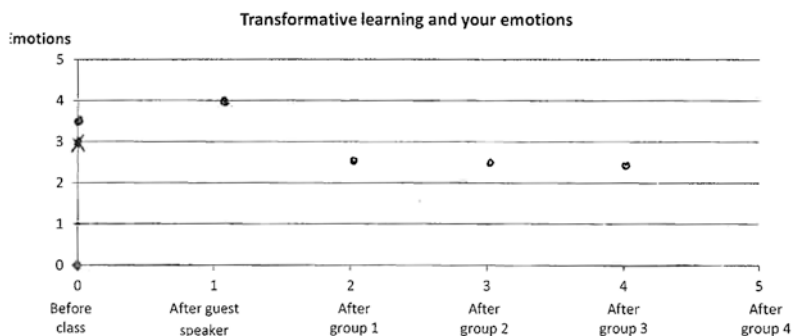 Transformative learning and your emotions
Emotions
5
4
3
2
1
0
0 1 2 3 4 5
Before class
After guest speaker
After group 1
After group 2
After group 3
After group 4